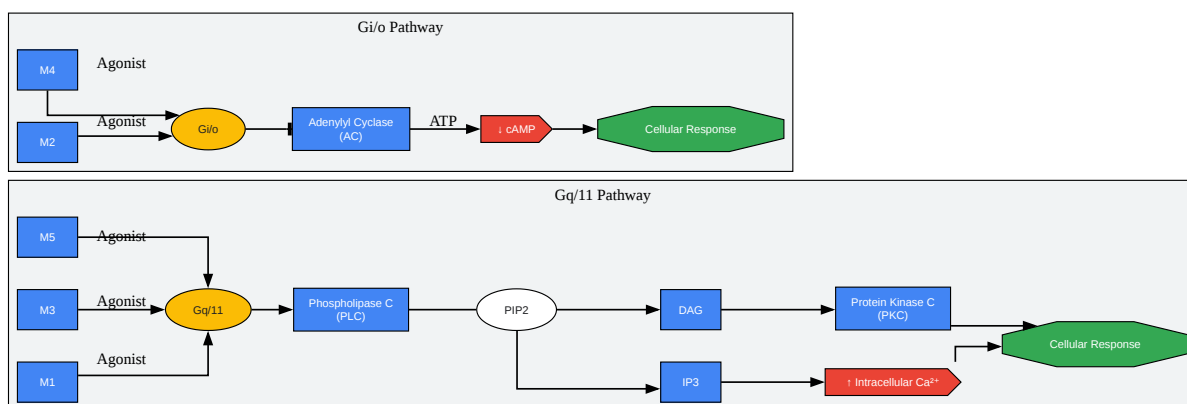 Gi/o Pathway
M4
Agonist
M2
Agonist
Gi/o
Adenylyl Cyclase
(AC)
ATP
↓ cAMP
Cellular Response
Gq/11 Pathway
M5
Agonist
M3
Agonist
M1
Agonist
Gq/11
Phospholipase C
(PLC)
PIP2
DAG
Protein Kinase C
(PKC)
IP3
↑ Intracellular Ca²⁺
Cellular Response